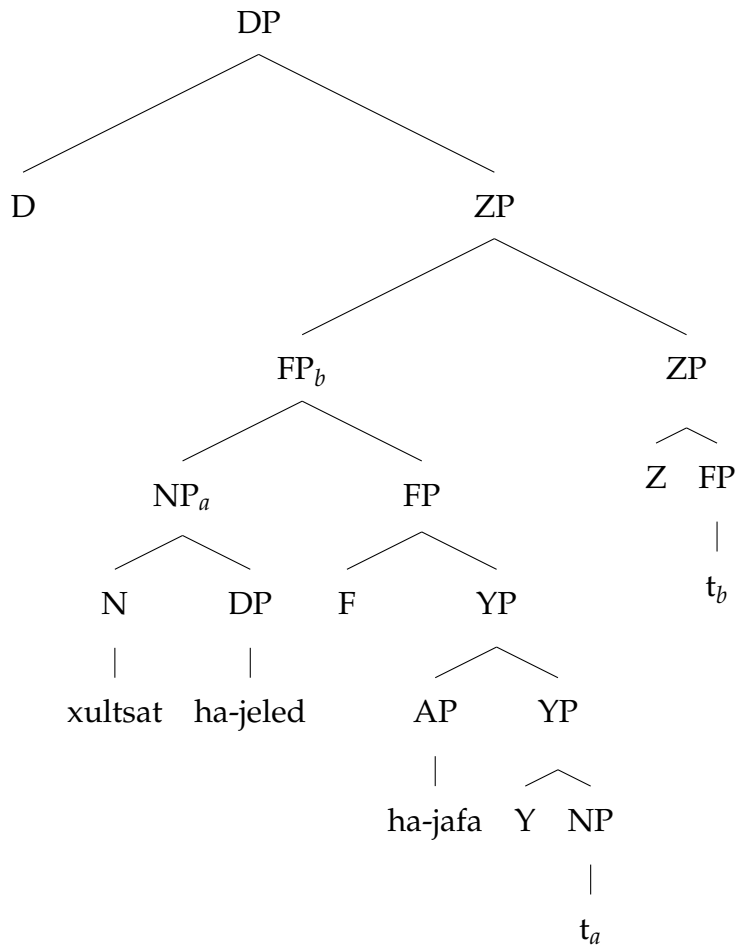 DP
D ZP
FP_b ZP
NP_a FP Z FP
N DP F YP t_b
xultsat ha-jeled AP YP
ha-jafa Y NP
t_a